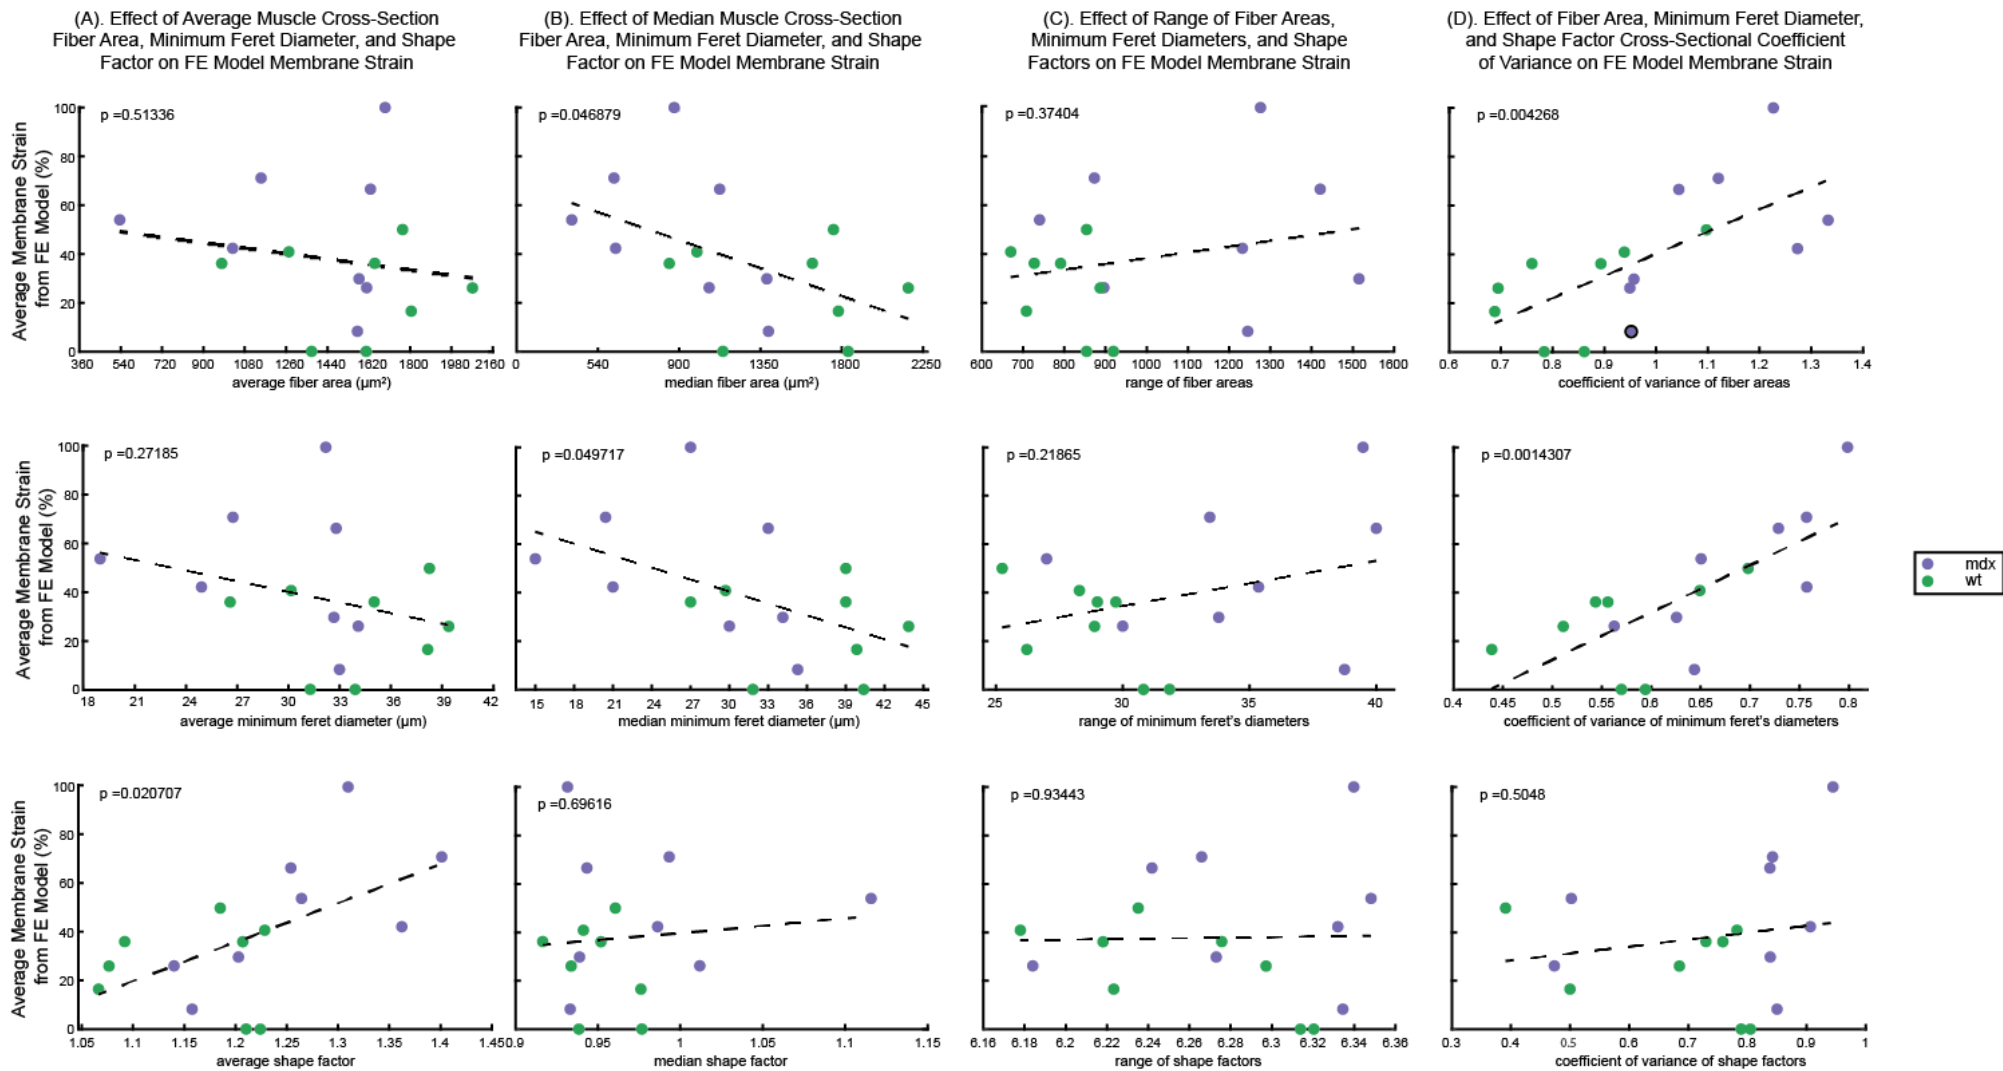 (A). Effect of Average Muscle Cross-Section
Fiber Area, Minimum Feret Diameter, and Shape
Factor on FE Model Membrane Strain
(B). Effect of Median Muscle Cross-Section
Fiber Area, Minimum Feret Diameter, and Shape
Factor on FE Model Membrane Strain
(C). Effect of Range of Fiber Areas,
Minimum Feret Diameters, and Shape
Factors on FE Model Membrane Strain
(D). Effect of Fiber Area, Minimum Feret Diameter,
and Shape Factor Cross-Sectional Coefficient
of Variance on FE Model Membrane Strain
Average Membrane Strain
from FE Model (%)
100
80
60
40
20
0
p =0.51336
360 540 720 900 1080 1260 1440 1620 1800 1980 2160
average fiber area (µm²)
p =0.046879
0 540 900 1350 1800 2250
median fiber area (µm²)
p =0.37404
600 700 800 900 1000 1100 1200 1300 1400 1500 1600
range of fiber areas
p =0.004268
0.6 0.7 0.8 0.9 1 1.1 1.2 1.3 1.4
coefficient of variance of fiber areas
Average Membrane Strain
from FE Model (%)
100
80
60
40
20
0
p =0.27185
18 21 24 27 30 33 36 39 42
average minimum feret diameter (µm)
p =0.049717
15 18 21 24 27 30 33 36 39 42 45
median minimum feret diameter (µm)
p =0.21865
25 30 35 40
range of minimum feret's diameters
p =0.0014307
0.4 0.45 0.5 0.55 0.6 0.65 0.7 0.75 0.8
coefficient of variance of minimum feret's diameters
mdx
wt
Average Membrane Strain
from FE Model (%)
100
80
60
40
20
0
p =0.020707
1.05 1.1 1.15 1.2 1.25 1.3 1.35 1.4 1.45
average shape factor
p =0.69616
0.9 0.95 1 1.05 1.1 1.15
median shape factor
p =0.93443
6.16 6.18 6.2 6.22 6.24 6.26 6.28 6.3 6.32 6.34 6.36
range of shape factors
p =0.5048
0.3 0.4 0.5 0.6 0.7 0.8 0.9 1
coefficient of variance of shape factors